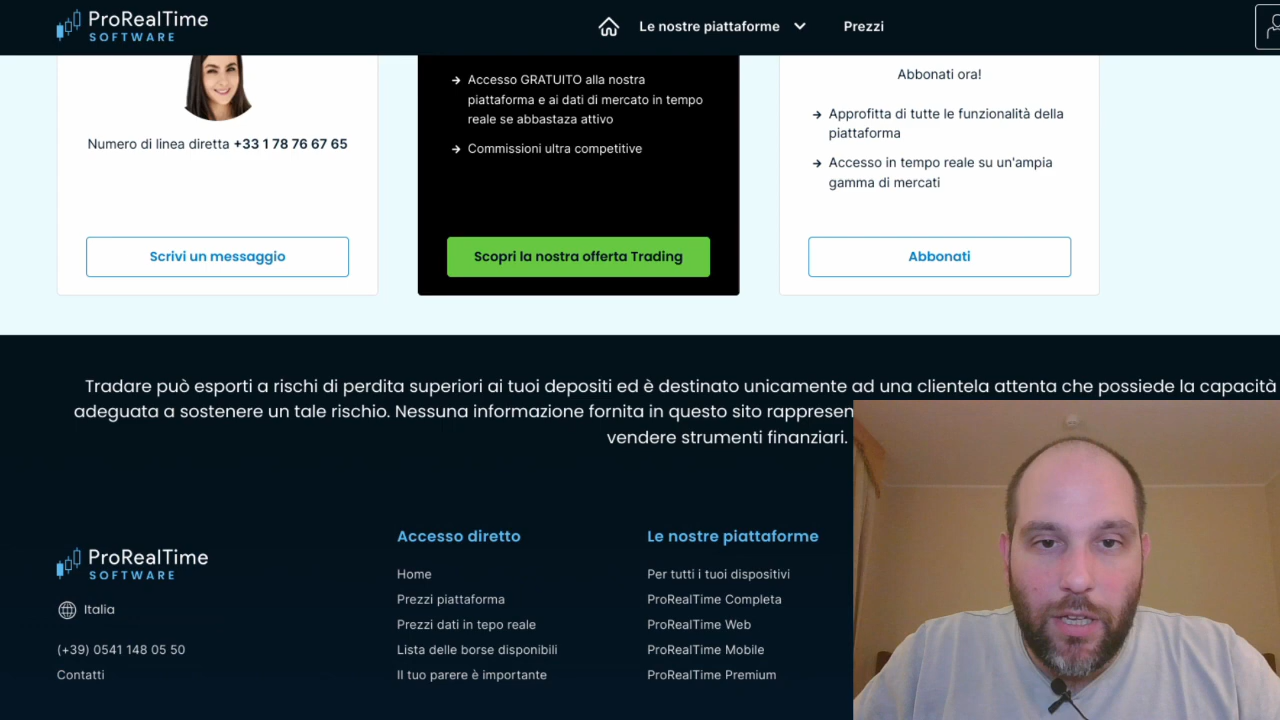 ProRealTime
SOFTWARE
Le nostre piattaforme
Prezzi
Numero di linea diretta +33 1 78 76 67 65
Scrivi un messaggio
Accesso GRATUITO alla nostra
piattaforma e ai dati di mercato in tempo
reale se abbastaza attivo
Commissioni ultra competitive
Scopri la nostra offerta Trading
Abbonati ora!
Approfitta di tutte le funzionalità della
piattaforma
Accesso in tempo reale su un'ampia
gamma di mercati
Abbonati
Tradare può esporti a rischi di perdita superiori ai tuoi depositi ed è destinato unicamente ad una clientela attenta che possiede la capacità
adeguata a sostenere un tale rischio. Nessuna informazione fornita in questo sito rappresen
vendere strumenti finanziari.
ProRealTime
SOFTWARE
Italia
(+39) 0541 148 05 50
Contatti
Accesso diretto
Home
Prezzi piattaforma
Prezzi dati in tepo reale
Lista delle borse disponibili
Il tuo parere è importante
Le nostre piattaforme
Per tutti i tuoi dispositivi
ProRealTime Completa
ProRealTime Web
ProRealTime Mobile
ProRealTime Premium